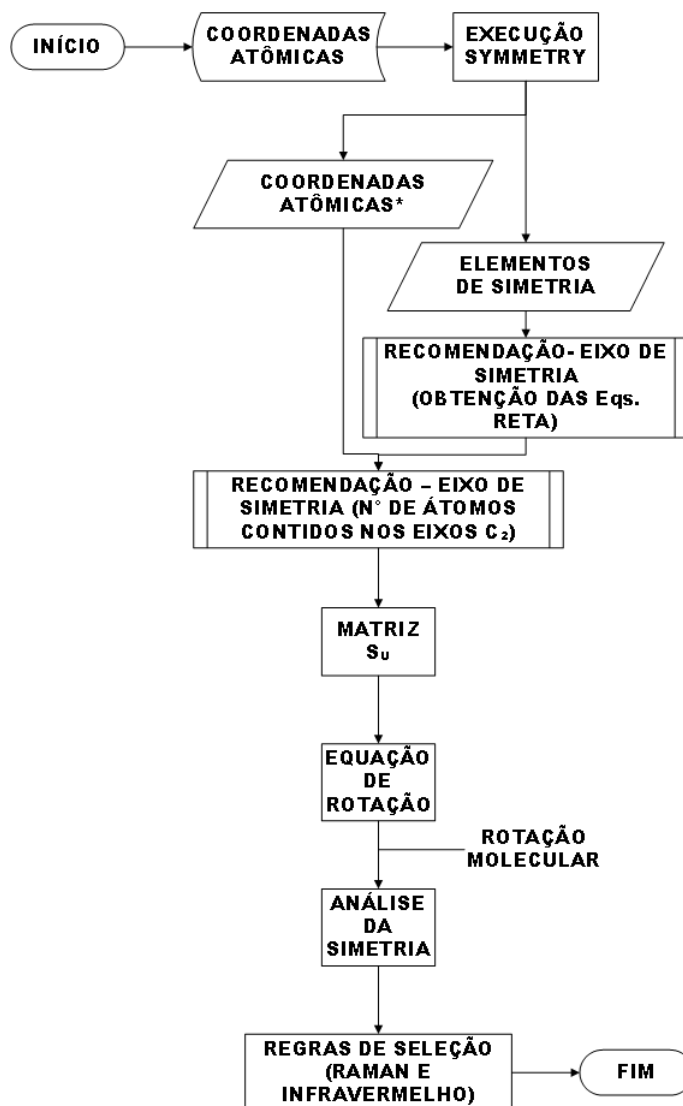 INÍCIO
COORDENADAS
ATÔMICAS
EXECUÇÃO
SYMMETRY
COORDENADAS
ATÔMICAS*
ELEMENTOS
DE SIMETRIA
RECOMENDAÇÃO- EIXO DE
SIMETRIA
(OBTENÇÃO DAS Eqs.
RETA)
RECOMENDAÇÃO – EIXO DE
SIMETRIA (N° DE ÁTOMOS
CONTIDOS NOS EIXOS C₂)
MATRIZ
Sᵤ
EQUAÇÃO
DE
ROTAÇÃO
ROTAÇÃO
MOLECULAR
ANÁLISE
DA
SIMETRIA
REGRAS DE SELEÇÃO
(RAMAN E
INFRAVERMELHO)
FIM